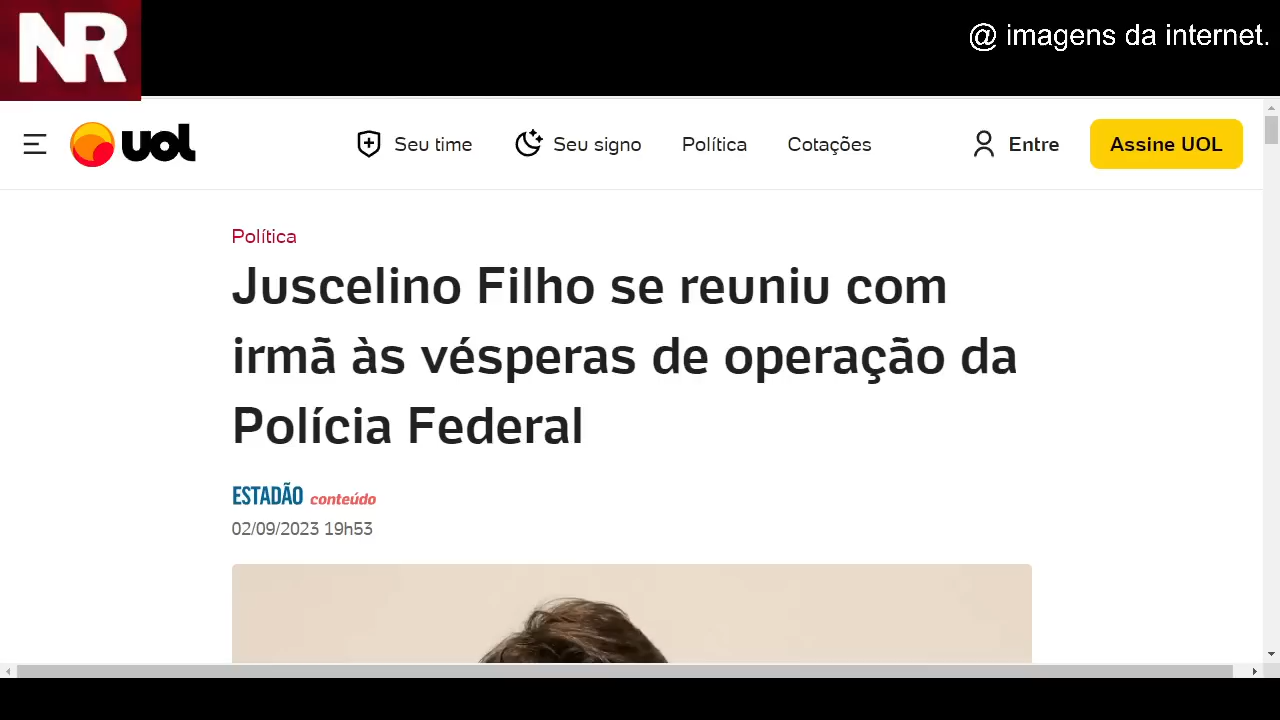 NR
@ imagens da internet.
uol
Seu time
Seu signo
Política
Cotações
Entre
Assine UOL
Política
Juscelino Filho se reuniu com
irmã às vésperas de operação da
Polícia Federal
ESTADÃO conteúdo
02/09/2023 19h53